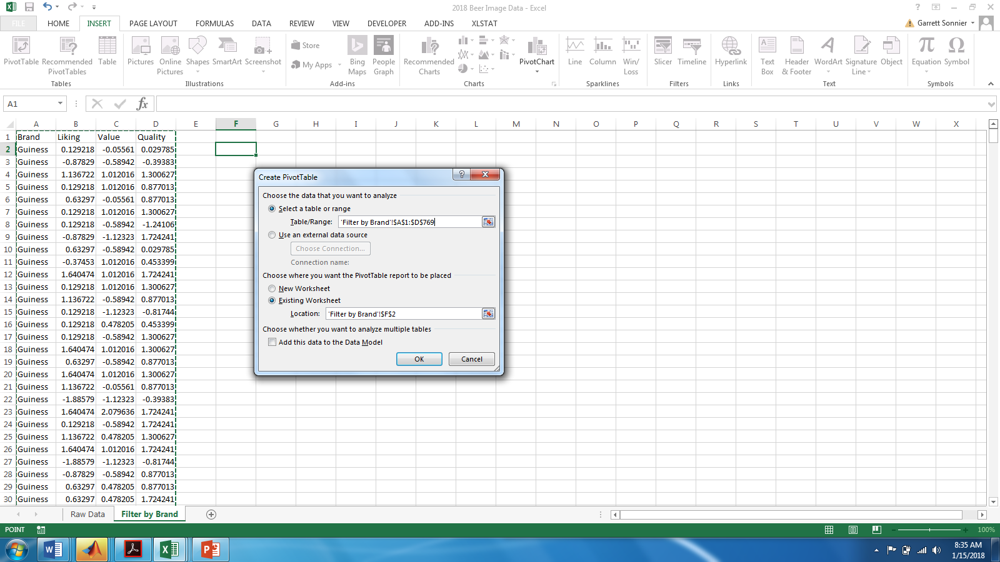 2018 Beer Image Data - Excel
FILE HOME INSERT PAGE LAYOUT FORMULAS DATA REVIEW VIEW DEVELOPER ADD-INS XLSTAT Garrett Sonnier
PivotTable Recommended PivotTables Table Pictures Online Pictures Shapes SmartArt Screenshot Store My Apps Bing Maps People Graph Recommended Charts PivotChart Line Column Win/Loss Slicer Timeline Hyperlink Text Box Header & Footer WordArt Signature Line Object Equation Symbol
Tables Illustrations Add-ins Charts Sparklines Filters Links Text Symbols
A1 fx
A B C D E F G H I J K L M N O P Q R S T U V W X
1 Brand Liking Value Quality
2 Guiness 0.129218 -0.05561 0.029785
3 Guiness -0.87829 -0.58942 -0.39383
4 Guiness 1.136722 1.012016 1.300627
5 Guiness 0.129218 1.012016 0.877013
6 Guiness 0.63297 -0.05561 0.877013
7 Guiness 0.129218 1.012016 1.300627
8 Guiness 0.129218 -0.58942 -1.24106
9 Guiness -0.87829 -1.12323 1.724241
10 Guiness 0.63297 -0.58942 0.029785
11 Guiness -0.37453 1.012016 0.453399
12 Guiness 1.640474 1.012016 1.724241
13 Guiness 0.129218 1.012016 1.300627
14 Guiness 1.136722 -0.58942 0.877013
15 Guiness 0.129218 -1.12323 -0.81744
16 Guiness 0.129218 0.478205 0.453399
17 Guiness 0.129218 -0.58942 1.300627
18 Guiness 1.640474 1.012016 1.300627
19 Guiness 0.63297 -0.58942 0.877013
20 Guiness 1.640474 1.012016 1.300627
21 Guiness 1.136722 -0.05561 0.877013
22 Guiness -1.88579 -1.12323 -0.39383
23 Guiness 1.640474 2.079636 1.724241
24 Guiness 0.129218 -0.58942 1.724241
25 Guiness 1.136722 0.478205 1.300627
26 Guiness 1.640474 1.012016 1.724241
27 Guiness -1.88579 -1.12323 -0.81744
28 Guiness -0.87829 -0.58942 0.877013
29 Guiness 0.63297 0.478205 0.877013
30 Guiness 0.63297 0.478205 1.724241
Create PivotTable
Choose the data that you want to analyze
Select a table or range
Table/Range: 'Filter by Brand'!$A$1:$D$769
Use an external data source
Choose Connection...
Connection name:
Choose where you want the PivotTable report to be placed
New Worksheet
Existing Worksheet
Location: 'Filter by Brand'!$F$2
Choose whether you want to analyze multiple tables
Add this data to the Data Model
OK Cancel
Raw Data Filter by Brand
POINT 100%
8:35 AM
1/15/2018